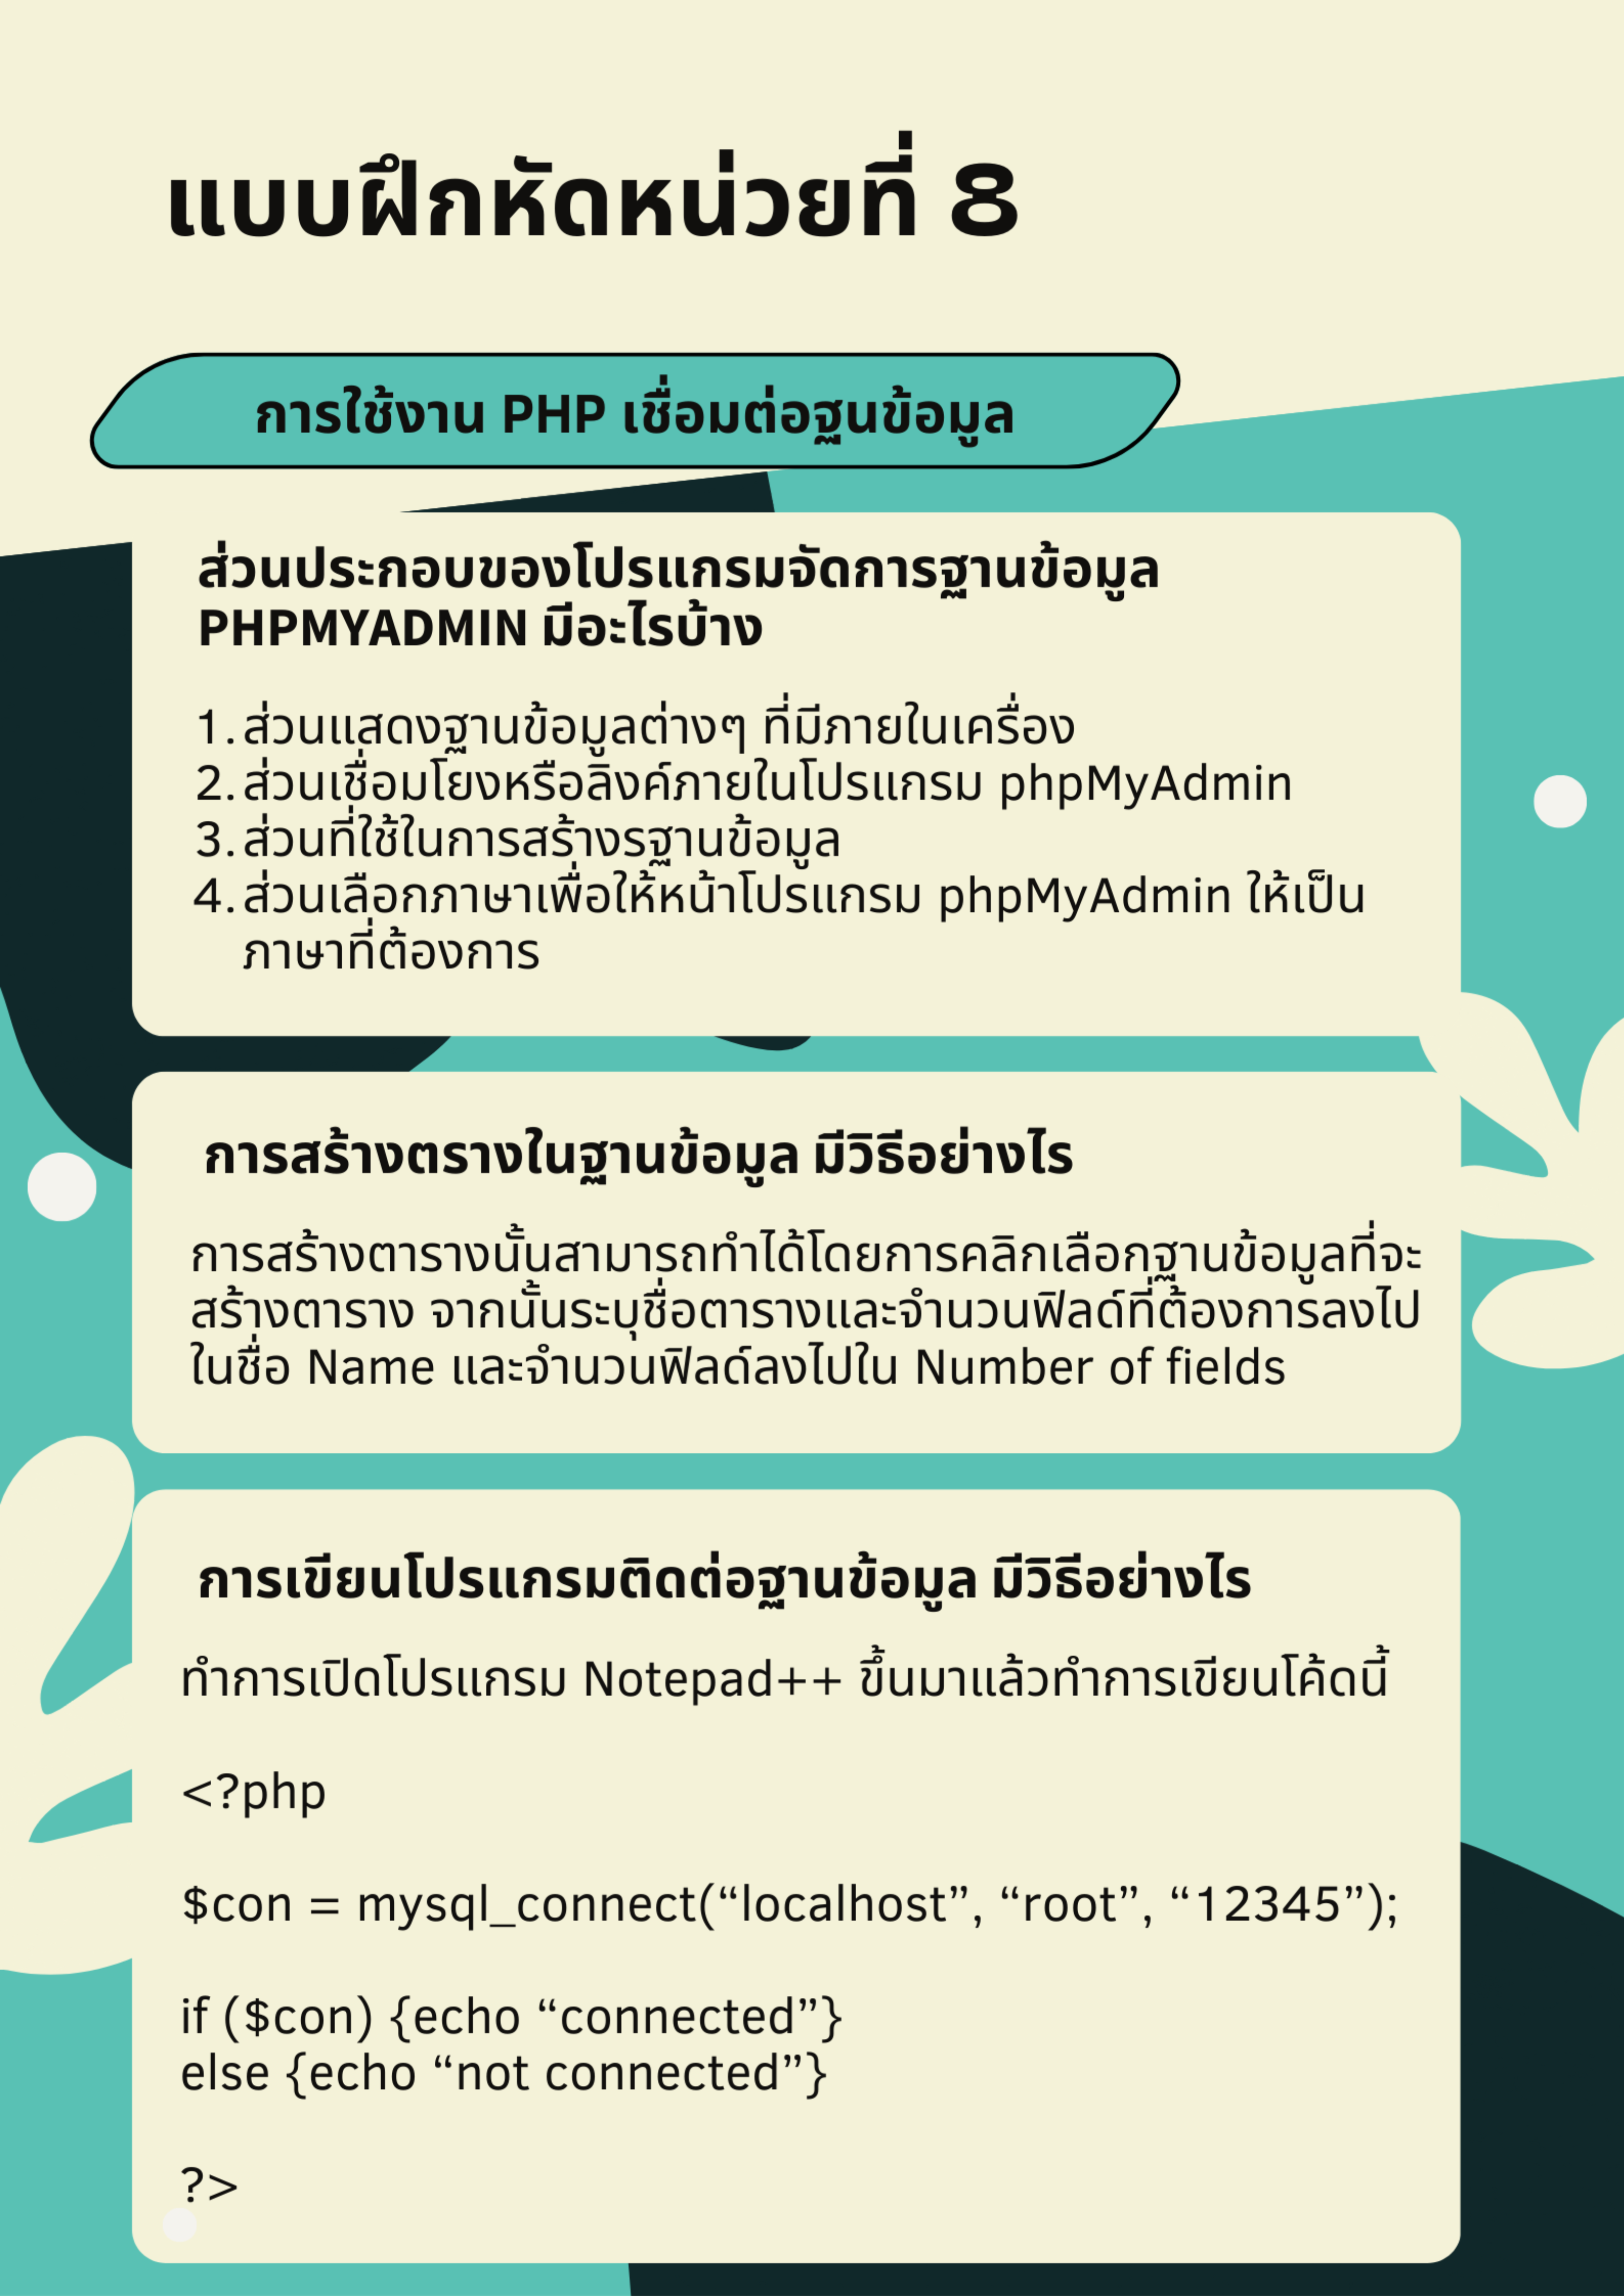 แบบฝึกหัดหน่วยที่ 8
การใช้งาน PHP เชื่อมต่อฐนข้อมูล
ส่วนประกอบของโปรแกรมจัดการฐานข้อมูล
PHPMYADMIN มีอะไรบ้าง
1. ส่วนแสดงฐานข้อมูลต่างๆ ที่มีภายในเครื่อง
2. ส่วนเชื่อมโยงหรือลิงค์ภายในโปรแกรม phpMyAdmin
3. ส่วนที่ใช้ในการสร้างรฐานข้อมูล
4. ส่วนเลือกภาษาเพื่อให้หน้าโปรแกรม phpMyAdmin ให้เป็น
ภาษาที่ต้องการ
การสร้างตรางในฐานข้อมูล มีวิธีอย่างไร
การสร้างตารางนั้นสามารถทำได้โดยการคลิกเลือกฐานข้อมูลที่จะ
สร้างตาราง จากนั้นระบุชื่อตารางและจำนวนฟิลด์ที่ต้องการลงไป
ในชื่อ Name และจำนวนฟิลด์ลงไปใน Number of fields
การเขียนโปรแกรมติดต่อฐานข้อมูล มีวิธีอย่างไร
ทำการเปิดโปรแกรม Notepad++ ขึ้นมาแล้วทำการเขียนโค้ดนี้
<?php
$con = mysql_connect(“localhost”, “root”, “12345”);
if ($con) {echo “connected”}
else {echo “not connected”}
?>